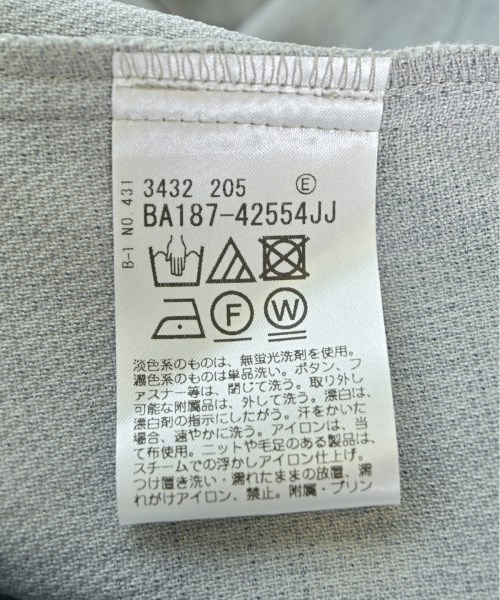 B-1 NO.431
3432 205 Ⓔ
BA187-42554JJ
F W
淡色系のものは、無蛍光洗剤を使用。
濃色系のものは単品洗い。ボタン、フ
ァスナー等は、閉じて洗う。取り外し
可能な附属品は、外して洗う。漂白は、
漂白剤の指示にしたがう。汗をかいた
場合、速やかに洗う。アイロンは、当
て布使用。ニットや毛足のある製品は、
スチームでの浮かしアイロン仕上げ。
つけ置き洗い・濡れたままの放置、濡
れがけアイロン、禁止。附属・プリン